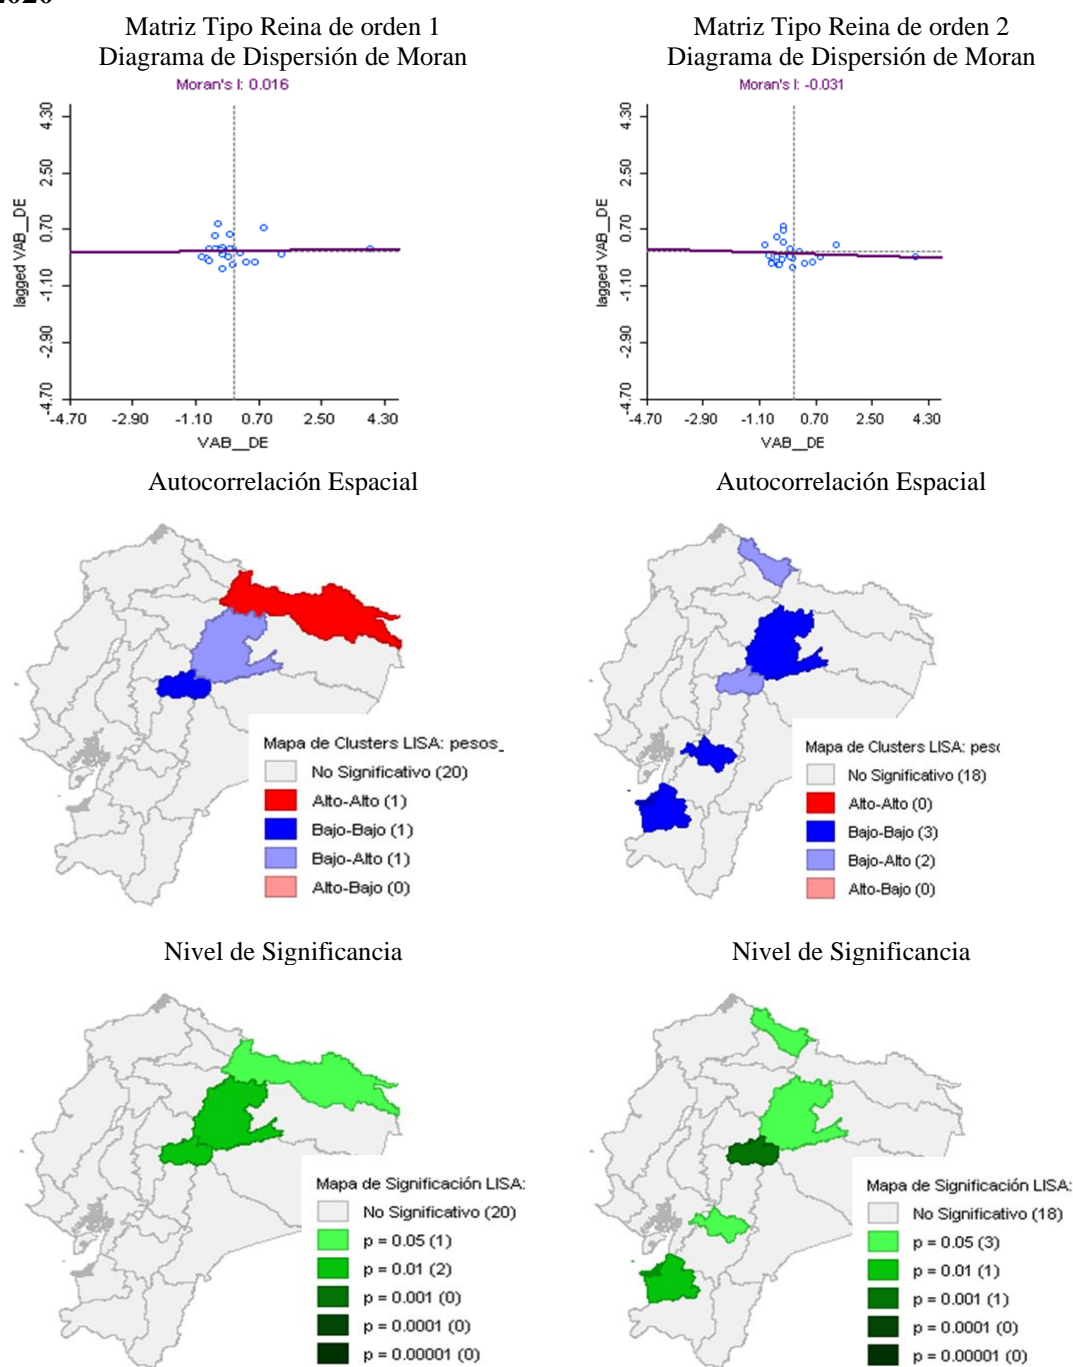 2020
Matriz Tipo Reina de orden 1
Diagrama de Dispersión de Moran
Moran's I: 0.016
4.30
2.50
0.70
-1.10
-2.90
-4.70
lagged VAB__DE
-4.70 -2.90 -1.10 0.70 2.50 4.30
VAB__DE
Matriz Tipo Reina de orden 2
Diagrama de Dispersión de Moran
Moran's I: -0.031
4.30
2.50
0.70
-1.10
-2.90
-4.70
lagged VAB__DE
-4.70 -2.90 -1.10 0.70 2.50 4.30
VAB__DE
Autocorrelación Espacial
Mapa de Clusters LISA: pesos_
No Significativo (20)
Alto-Alto (1)
Bajo-Bajo (1)
Bajo-Alto (1)
Alto-Bajo (0)
Autocorrelación Espacial
Mapa de Clusters LISA: peso
No Significativo (18)
Alto-Alto (0)
Bajo-Bajo (3)
Bajo-Alto (2)
Alto-Bajo (0)
Nivel de Significancia
Mapa de Significación LISA:
No Significativo (20)
p = 0.05 (1)
p = 0.01 (2)
p = 0.001 (0)
p = 0.0001 (0)
p = 0.00001 (0)
Nivel de Significancia
Mapa de Significación LISA:
No Significativo (18)
p = 0.05 (3)
p = 0.01 (1)
p = 0.001 (1)
p = 0.0001 (0)
p = 0.00001 (0)